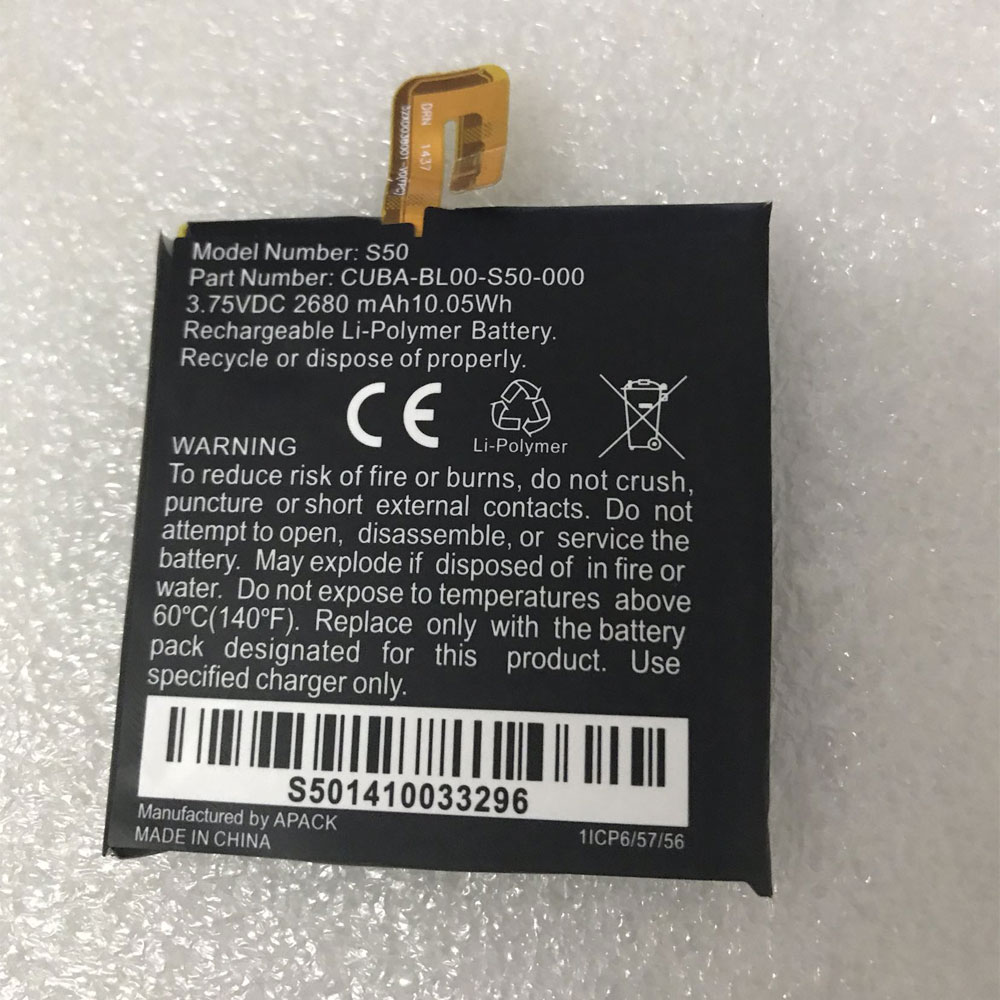 DRN 1437
Model Number: S50
Part Number: CUBA-BL00-S50-000
3.75VDC 2680 mAh10.05Wh
Rechargeable Li-Polymer Battery.
Recycle or dispose of properly.
CE
Li-Polymer
WARNING
To reduce risk of fire or burns, do not crush,
puncture or short external contacts. Do not
attempt to open, disassemble, or service the
battery. May explode if disposed of in fire or
water. Do not expose to temperatures above
60°C(140°F). Replace only with the battery
pack designated for this product. Use
specified charger only.
S501410033296
Manufactured by APACK
MADE IN CHINA
1ICP6/57/56